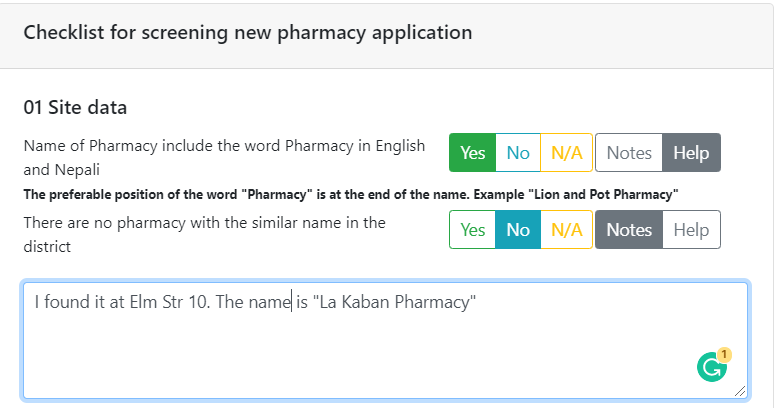 Checklist for screening new pharmacy application
01 Site data
Name of Pharmacy include the word Pharmacy in English
and Nepali
Yes No N/A Notes Help
The preferable position of the word "Pharmacy" is at the end of the name. Example "Lion and Pot Pharmacy"
There are no pharmacy with the similar name in the
district
Yes No N/A Notes Help
I found it at Elm Str 10. The name is "La Kaban Pharmacy"
1